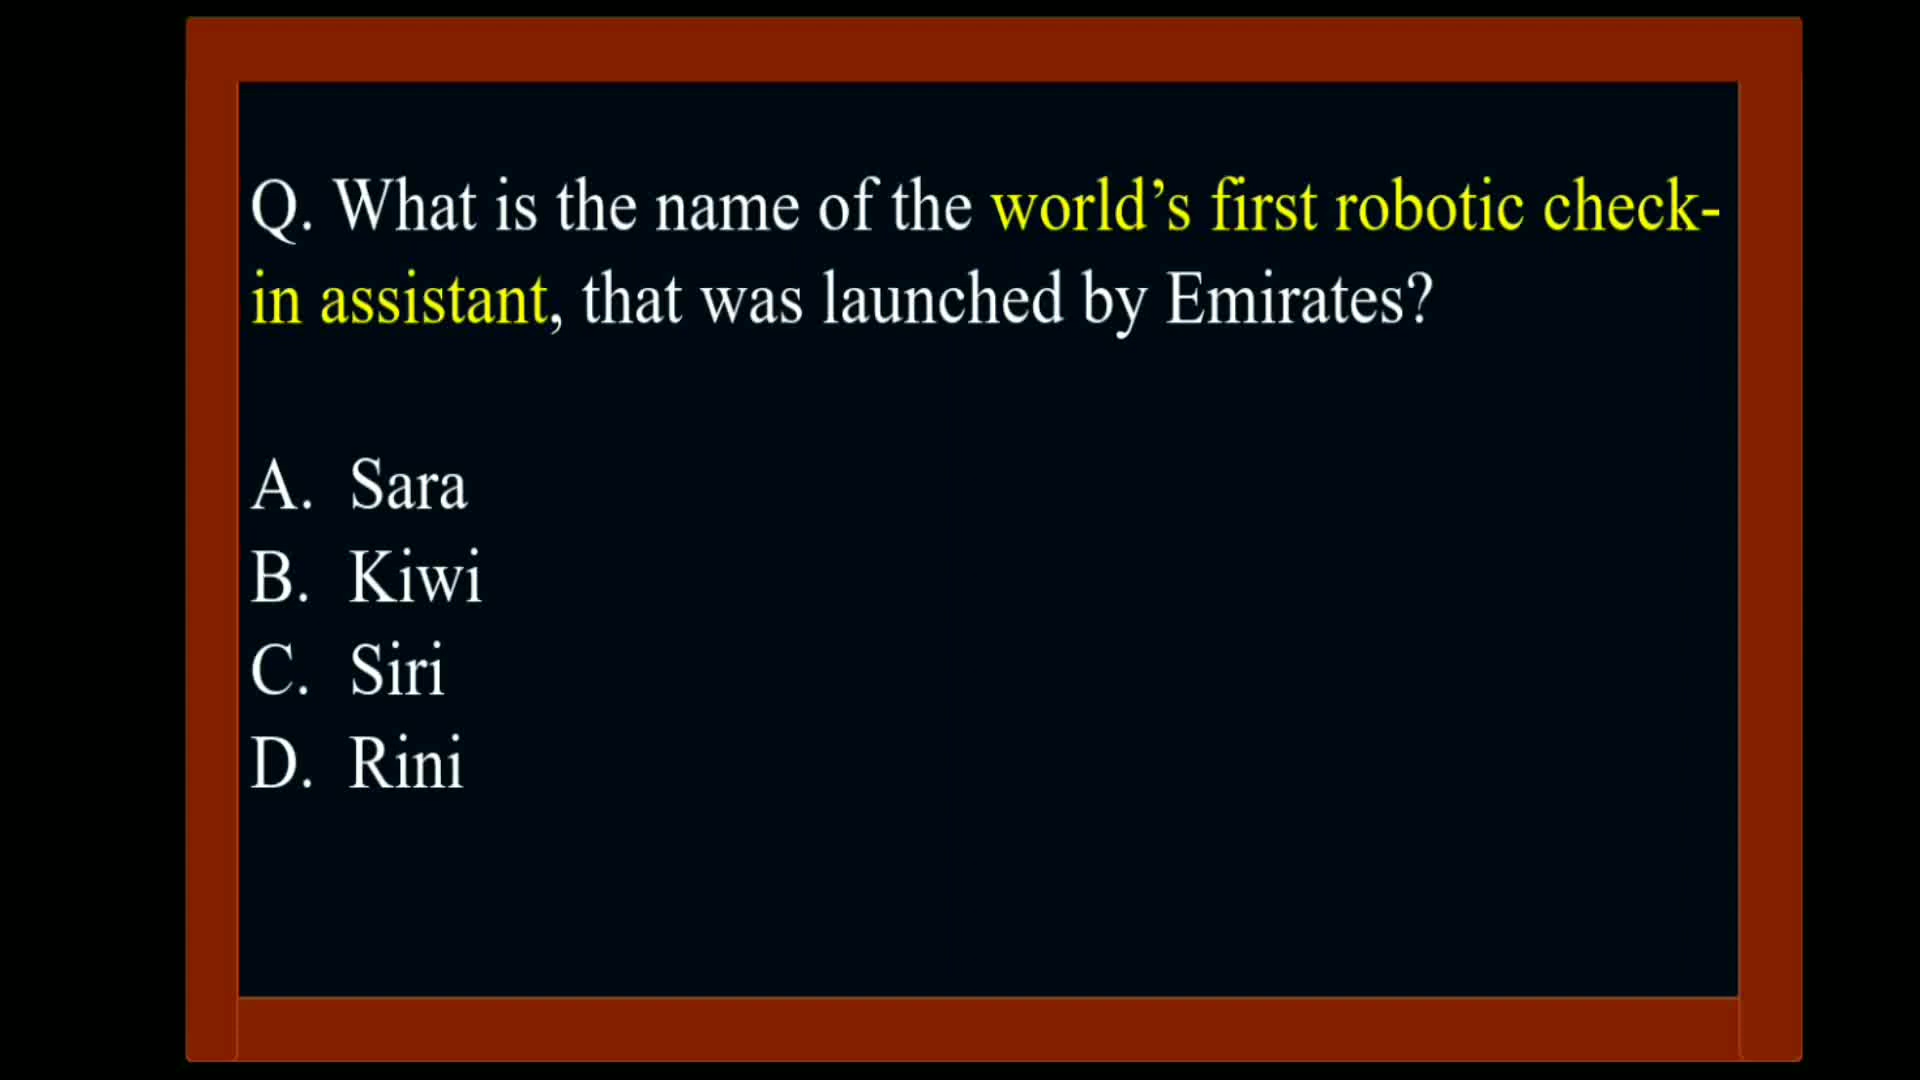 Q. What is the name of the world’s first robotic check-
in assistant, that was launched by Emirates?
A. Sara
B. Kiwi
C. Siri
D. Rini